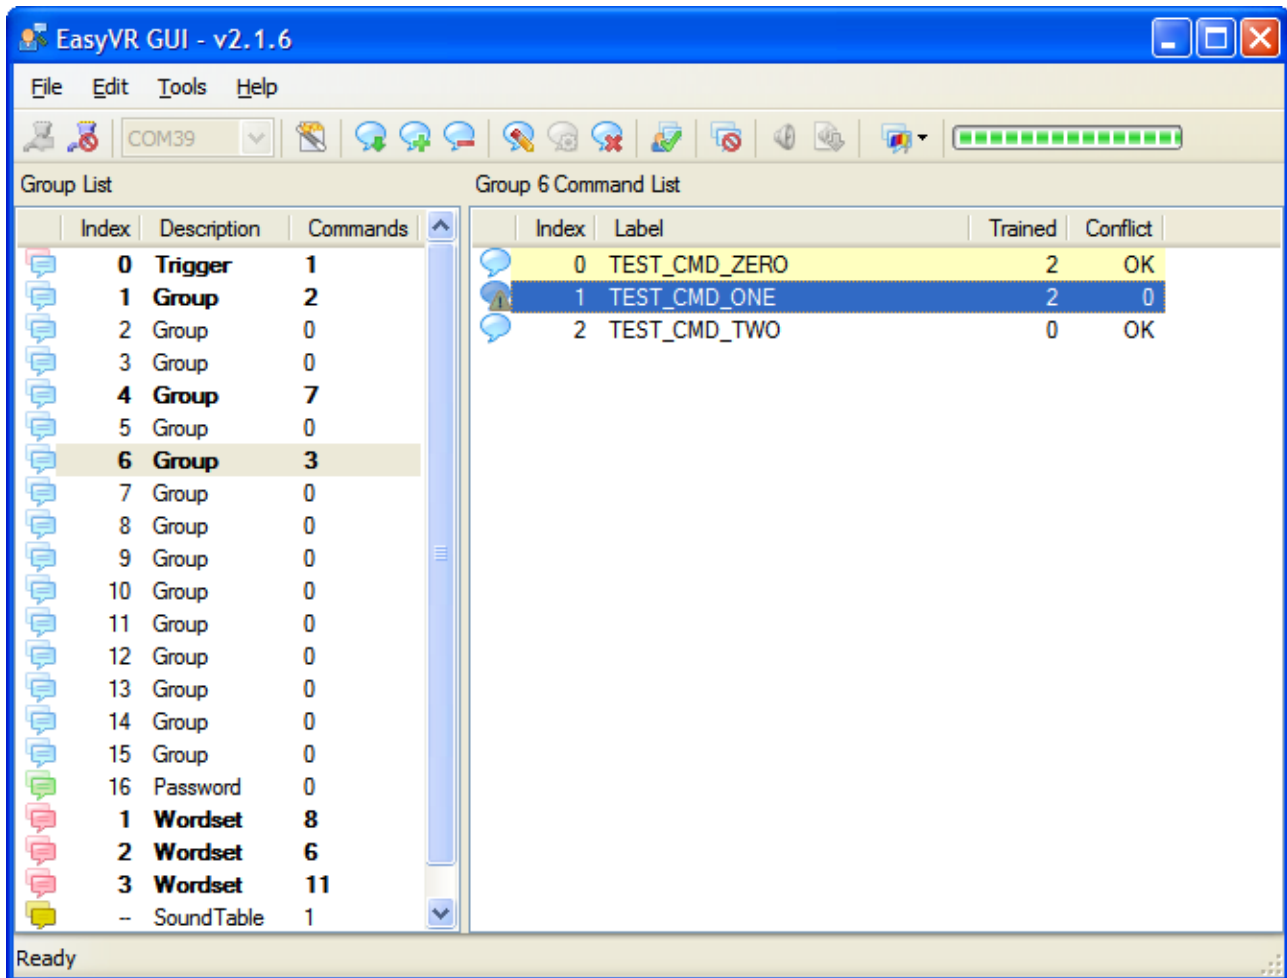 EasyVR GUI - v2.1.6
File Edit Tools Help
COM39
Group List
Index Description Commands
0 Trigger 1
1 Group 2
2 Group 0
3 Group 0
4 Group 7
5 Group 0
6 Group 3
7 Group 0
8 Group 0
9 Group 0
10 Group 0
11 Group 0
12 Group 0
13 Group 0
14 Group 0
15 Group 0
16 Password 0
1 Wordset 8
2 Wordset 6
3 Wordset 11
-- SoundTable 1
Group 6 Command List
Index Label Trained Conflict
0 TEST_CMD_ZERO 2 OK
1 TEST_CMD_ONE 2 0
2 TEST_CMD_TWO 0 OK
Ready